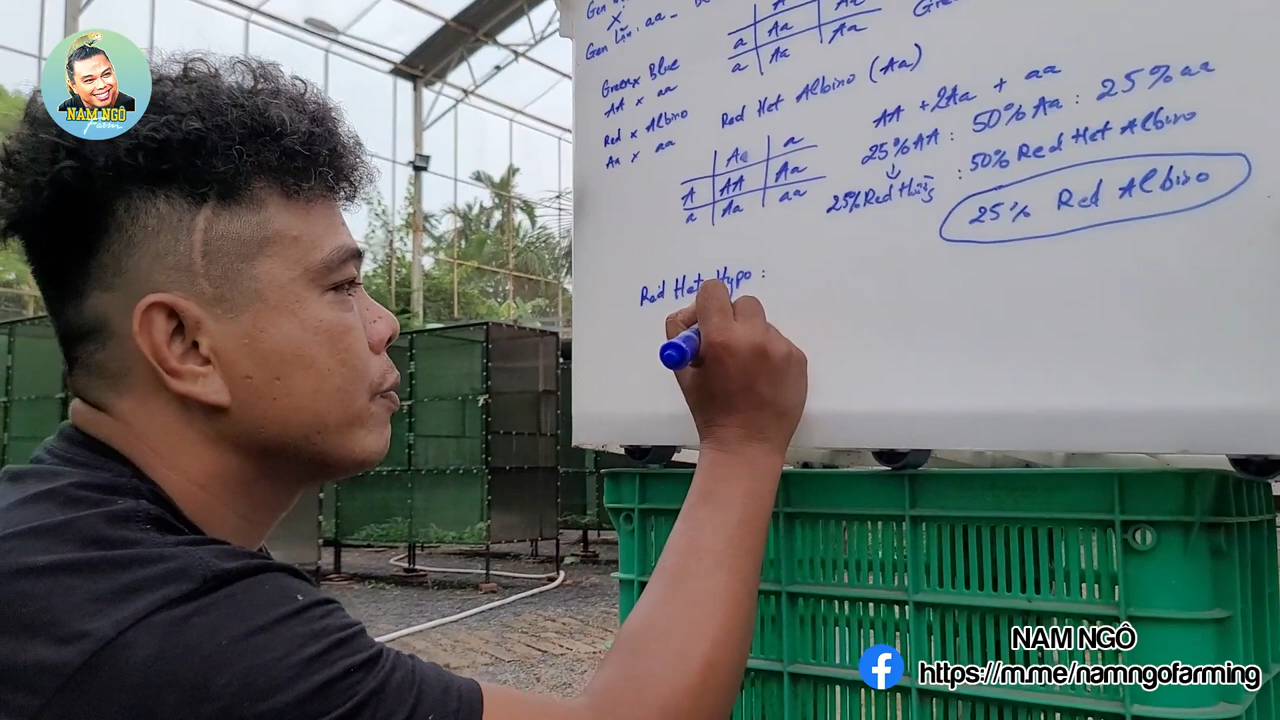 NAM NGÔ
Farm
Gen Lặn: aa -
A
a Aa Aa
a Aa Aa
Green x Blue
AA x aa
Red x Albino
Aa x aa
Red Het Albino (Aa)
a
A AA Aa
a Aa aa
AA + 2Aa + aa
25%AA : 50%Aa : 25%aa
25%Red : 50%Red Het Albino
25% Red Albino
Red Het Hypo :
NAM NGÔ
f https://m.me/namngofarming